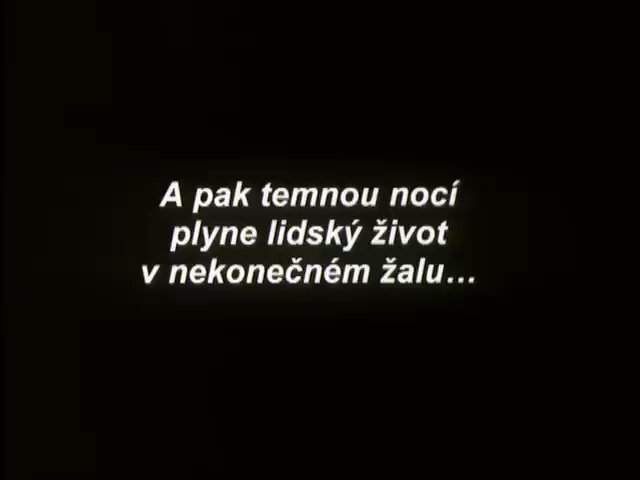 A pak temnou nocí
plyne lidský život
v nekonečném žalu…